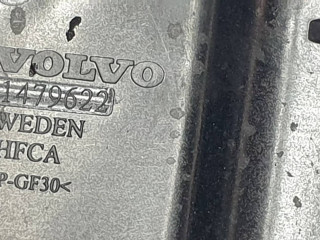 VOLVO
1479622
WEDEN
HFCA
P-GF30<